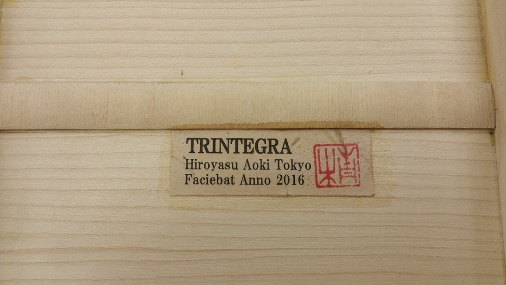 TRINTEGRA
Hiroyasu Aoki Tokyo
Faciebat Anno 2016